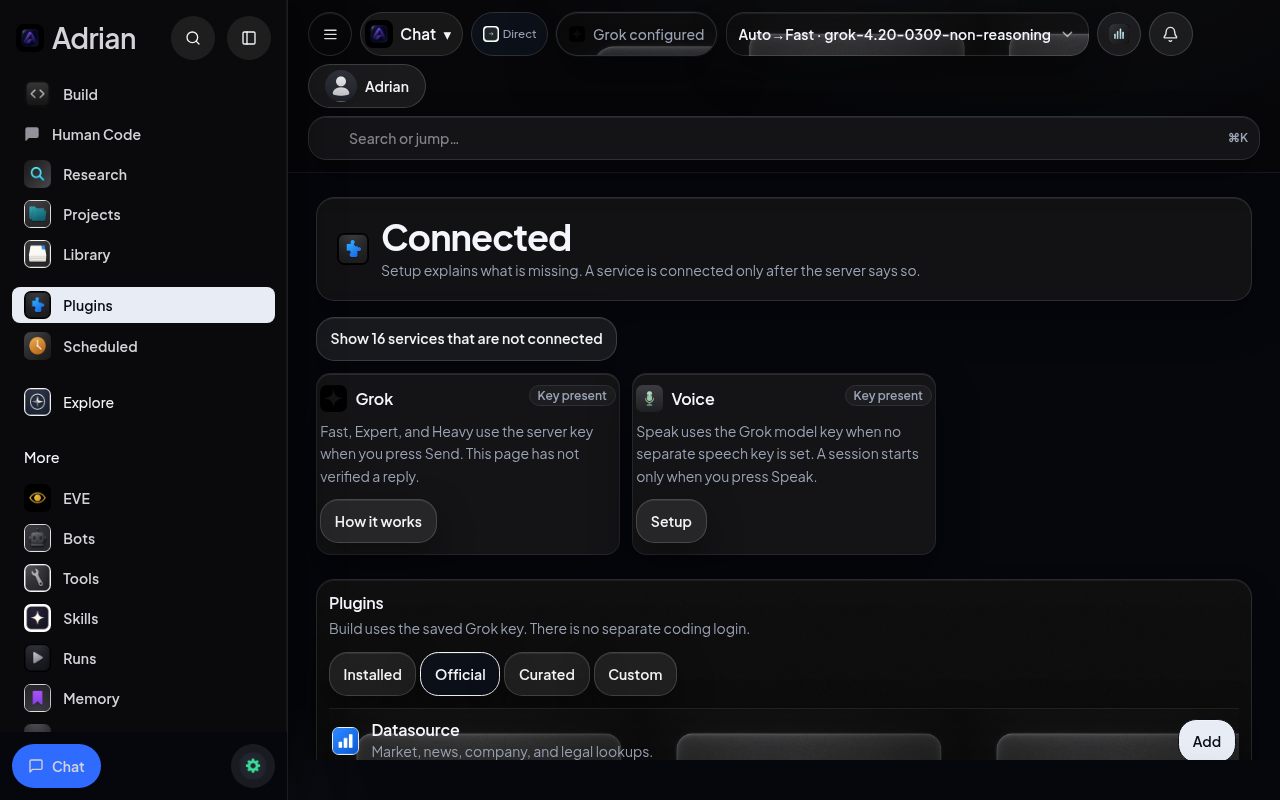 Adrian
Build
Human Code
Research
Projects
Library
Plugins
Scheduled
Explore
More
EVE
Bots
Tools
Skills
Runs
Memory
Chat
Chat ▾
Direct
Grok configured
Auto→Fast · grok-4.20-0309-non-reasoning
Adrian
Search or jump…
⌘K
Connected
Setup explains what is missing. A service is connected only after the server says so.
Show 16 services that are not connected
Grok
Key present
Fast, Expert, and Heavy use the server key
when you press Send. This page has not
verified a reply.
How it works
Voice
Key present
Speak uses the Grok model key when no
separate speech key is set. A session starts
only when you press Speak.
Setup
Plugins
Build uses the saved Grok key. There is no separate coding login.
Installed
Official
Curated
Custom
Datasource
Market, news, company, and legal lookups.
Add